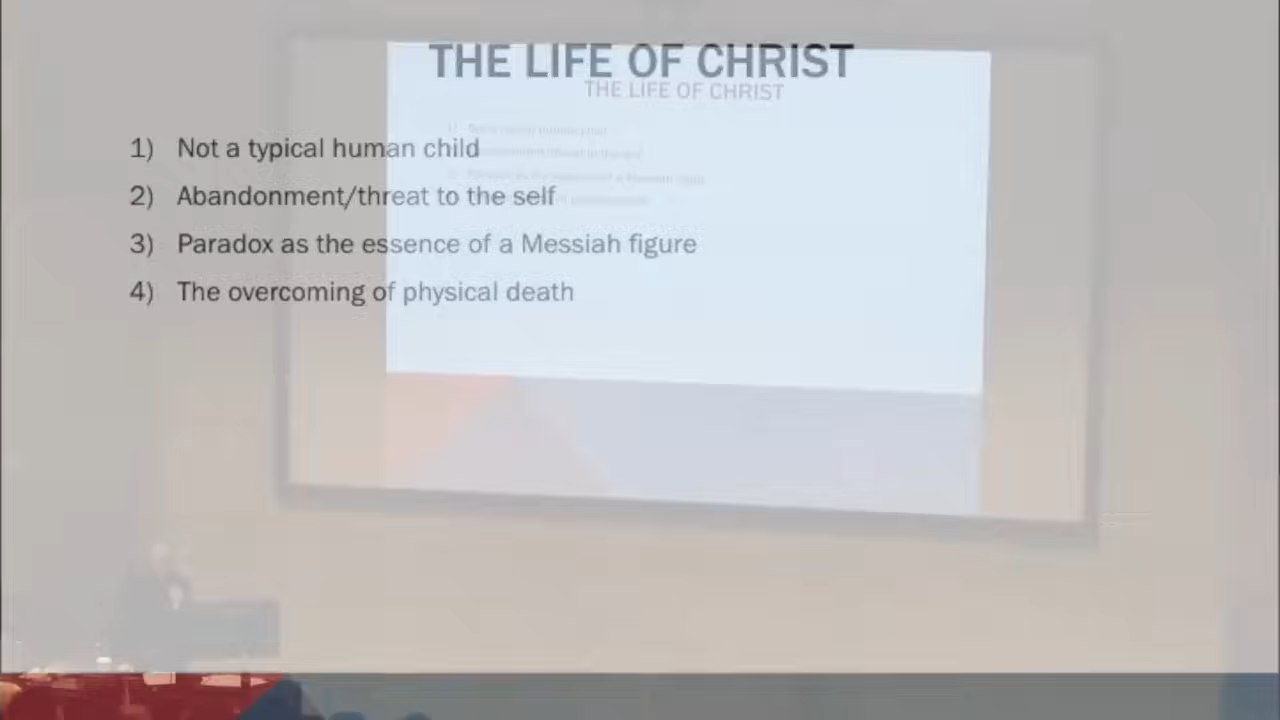 THE LIFE OF CHRIST
THE LIFE OF CHRIST
1) Not a typical human child
2) Abandonment/threat to the self
3) Paradox as the essence of a Messiah figure
4) The overcoming of physical death